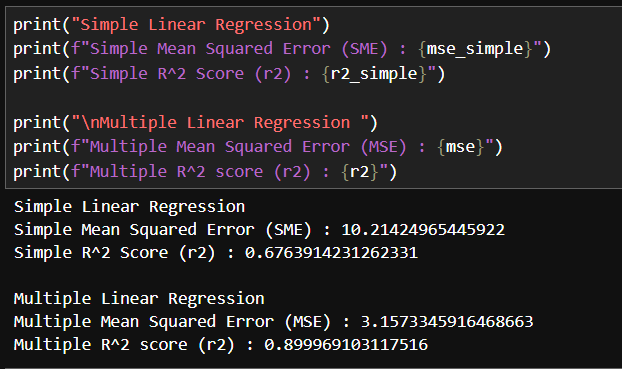 print("Simple Linear Regression")
print(f"Simple Mean Squared Error (SME) : {mse_simple}")
print(f"Simple R^2 Score (r2) : {r2_simple}")
print("\nMultiple Linear Regression ")
print(f"Multiple Mean Squared Error (MSE) : {mse}")
print(f"Multiple R^2 score (r2) : {r2}")
Simple Linear Regression
Simple Mean Squared Error (SME) : 10.21424965445922
Simple R^2 Score (r2) : 0.6763914231262331
Multiple Linear Regression
Multiple Mean Squared Error (MSE) : 3.1573345916468663
Multiple R^2 score (r2) : 0.899969103117516